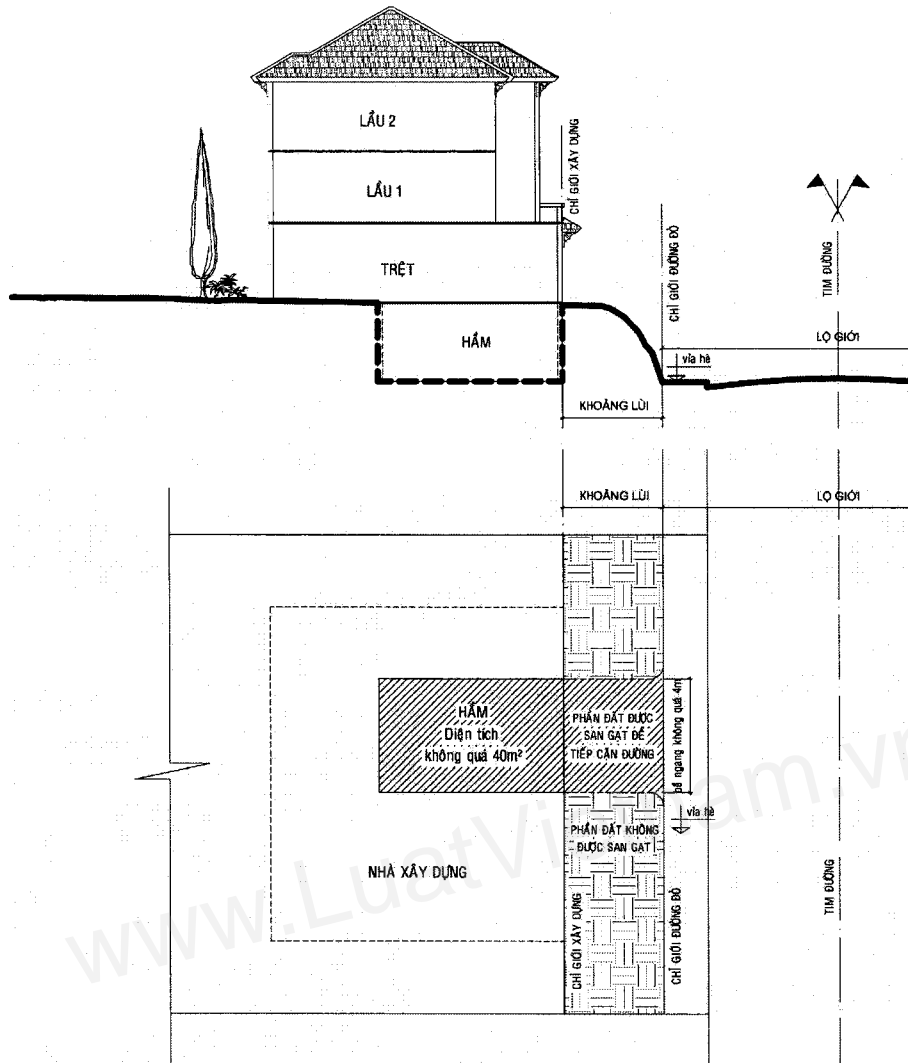 LẦU 2
CHỈ GIỚI XÂY DỰNG
LẦU 1
TRỆT
CHỈ GIỚI ĐƯỜNG ĐỎ
TIM ĐƯỜNG
HẦM
LỘ GIỚI
vỉa hè
KHOẢNG LÙI
KHOẢNG LÙI
LỘ GIỚI
HẦM
Diện tích
không quá 40m²
PHẦN ĐẤT ĐƯỢC
SAN GẠT ĐỂ
TIẾP CẬN ĐƯỜNG
bề ngang không quá 4m
vỉa hè
PHẦN ĐẤT KHÔNG
ĐƯỢC SAN GẠT
NHÀ XÂY DỰNG
CHỈ GIỚI XÂY DỰNG
CHỈ GIỚI ĐƯỜNG ĐỎ
TIM ĐƯỜNG
www.LuatVietnam.vn